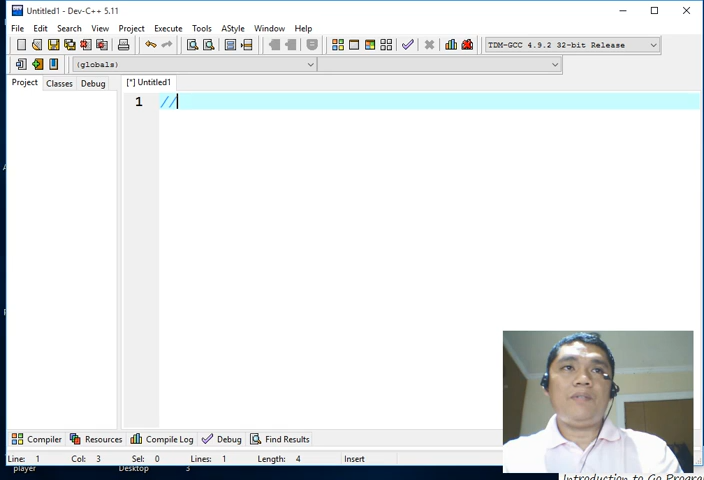 Untitled1 - Dev-C++ 5.11
File Edit Search View Project Execute Tools AStyle Window Help
TDM-GCC 4.9.2 32-bit Release
(globals)
Project Classes Debug [*] Untitled1
1 //
Compiler Resources Compile Log Debug Find Results
Line: 1 Col: 3 Sel: 0 Lines: 1 Length: 4 Insert
player Desktop 3
Introduction to Go Progra